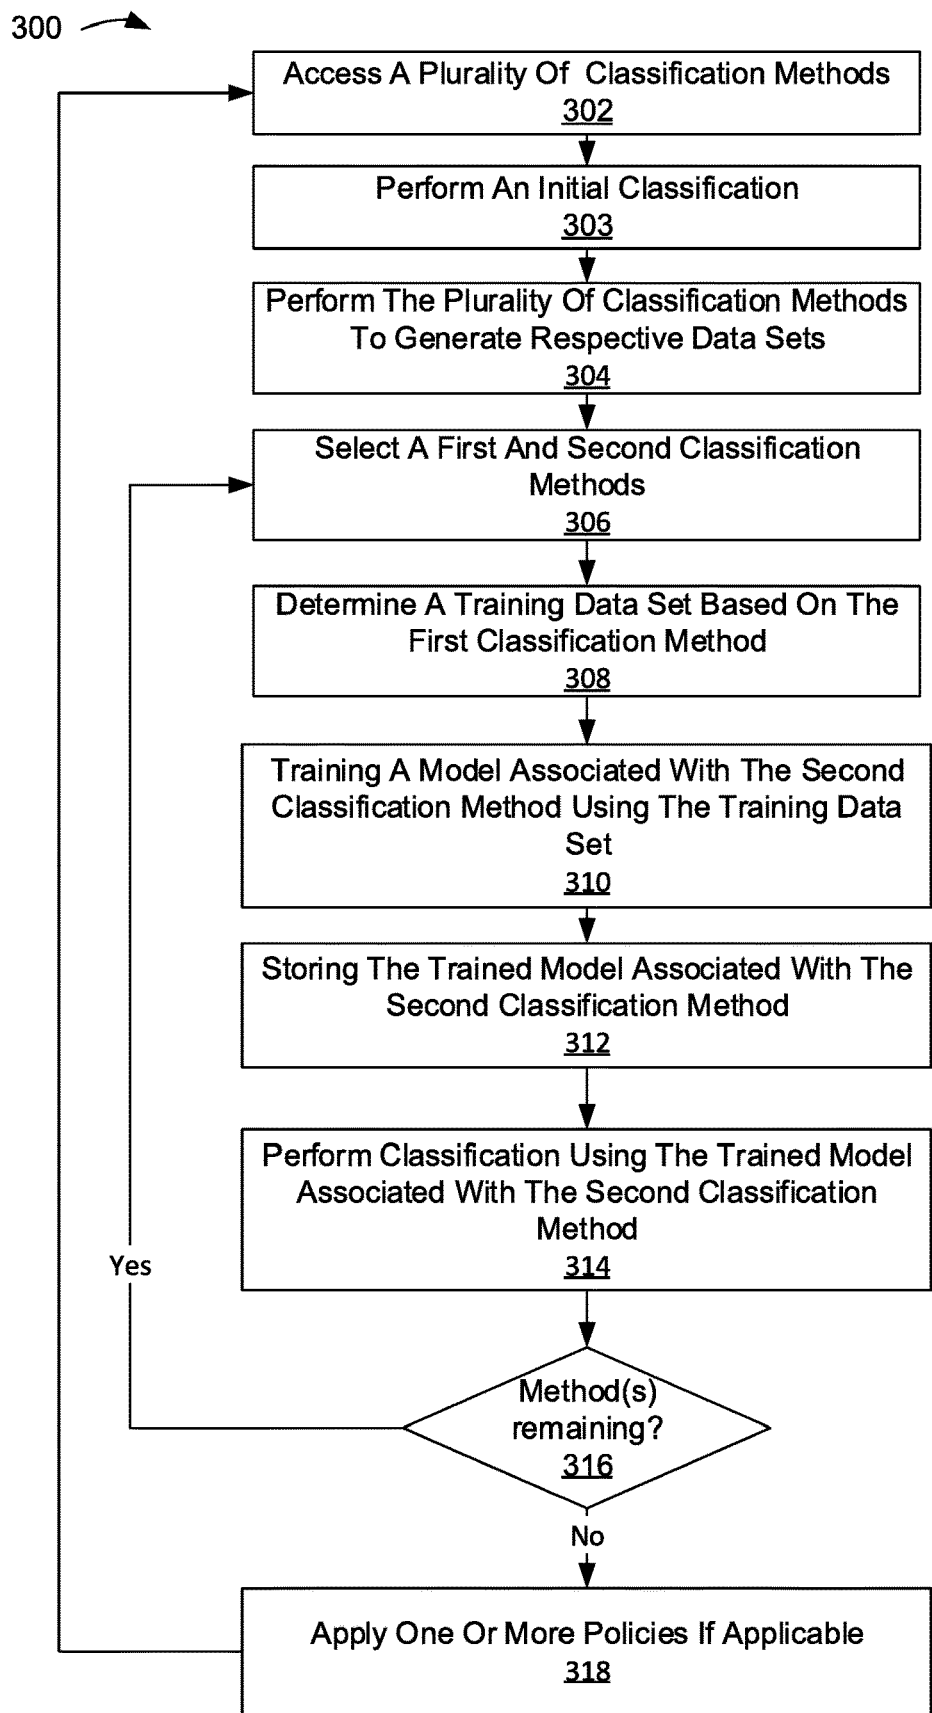 300
Access A Plurality Of Classification Methods
302
Perform An Initial Classification
303
Perform The Plurality Of Classification Methods
To Generate Respective Data Sets
304
Select A First And Second Classification
Methods
306
Determine A Training Data Set Based On The
First Classification Method
308
Training A Model Associated With The Second
Classification Method Using The Training Data
Set
310
Storing The Trained Model Associated With The
Second Classification Method
312
Perform Classification Using The Trained Model
Associated With The Second Classification
Method
314
Yes
Method(s)
remaining?
316
No
Apply One Or More Policies If Applicable
318